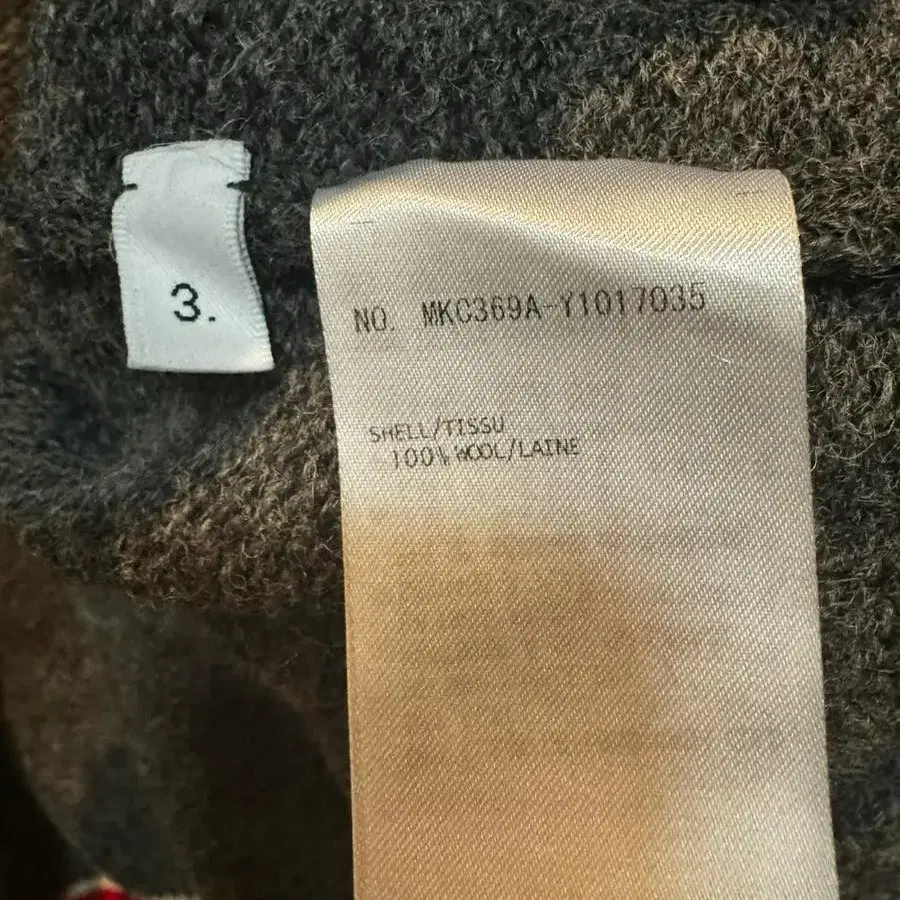 3.
NO. MKC369A-Y1017035
SHELL/TISSU
100% WOOL/LAINE